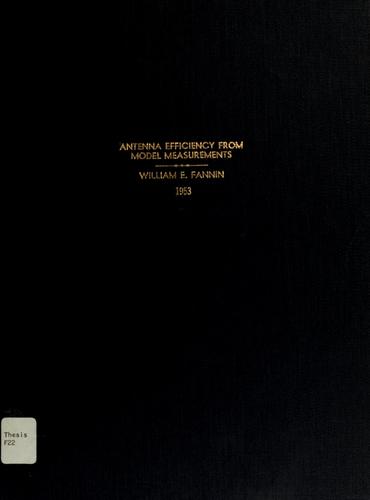 ANTENNA EFFICIENCY FROM
MODEL MEASUREMENTS
WILLIAM E. FANNIN
1953
Thesis
F22